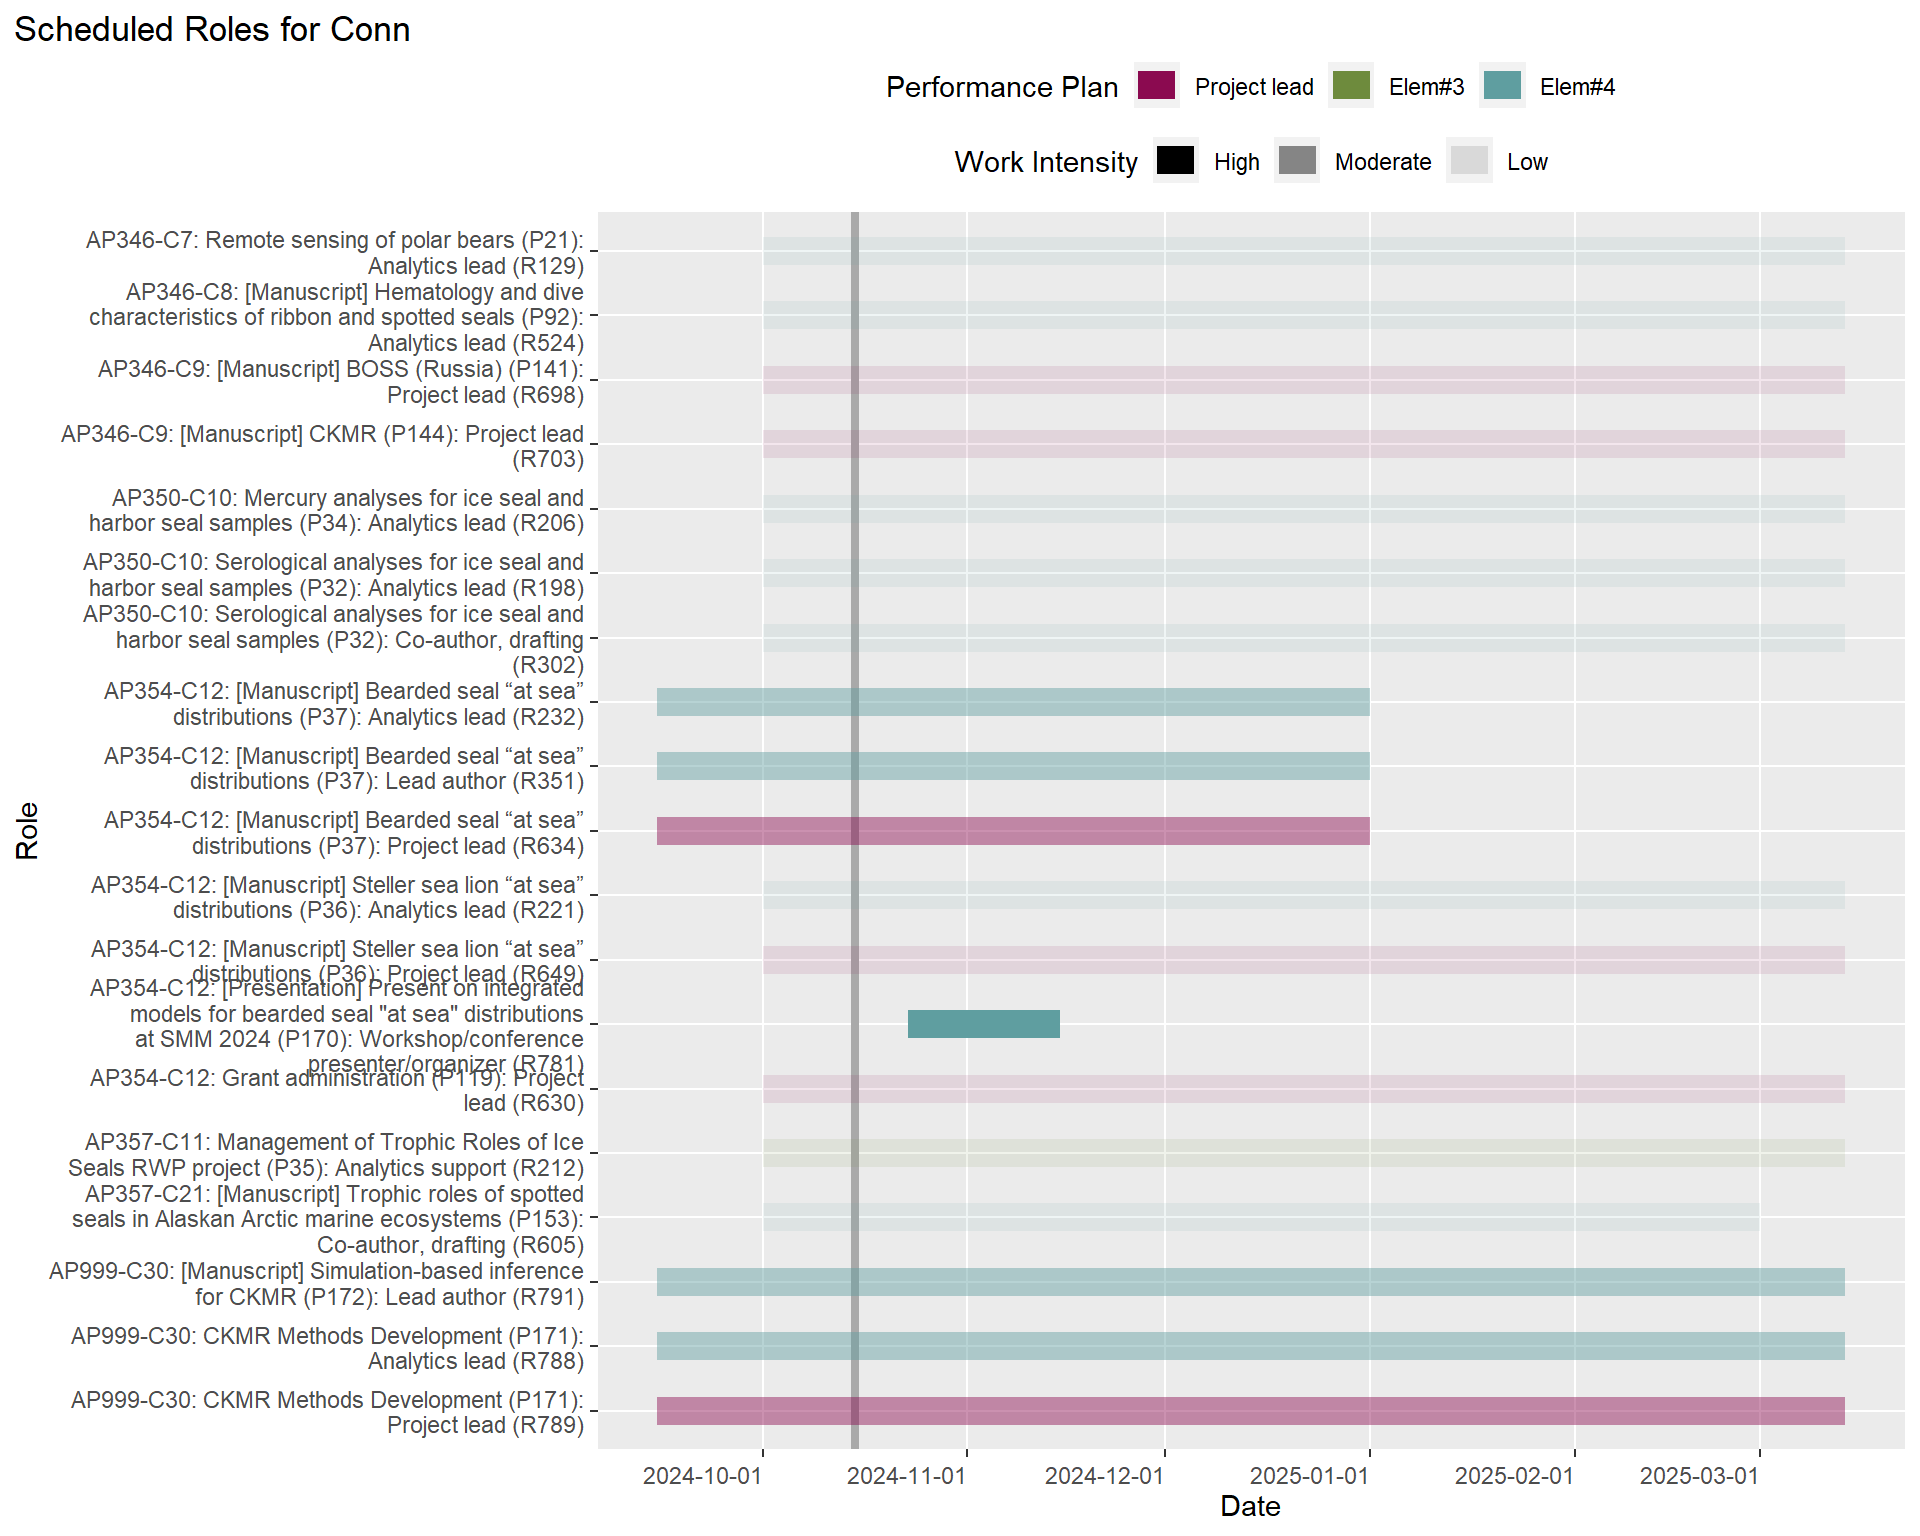 Scheduled Roles for Conn
Performance Plan Project lead Elem#3 Elem#4
Work Intensity High Moderate Low
AP346-C7: Remote sensing of polar bears (P21):
Analytics lead (R129)
AP346-C8: [Manuscript] Hematology and dive
characteristics of ribbon and spotted seals (P92):
Analytics lead (R524)
AP346-C9: [Manuscript] BOSS (Russia) (P141):
Project lead (R698)
AP346-C9: [Manuscript] CKMR (P144): Project lead
(R703)
AP350-C10: Mercury analyses for ice seal and
harbor seal samples (P34): Analytics lead (R206)
AP350-C10: Serological analyses for ice seal and
harbor seal samples (P32): Analytics lead (R198)
AP350-C10: Serological analyses for ice seal and
harbor seal samples (P32): Co-author, drafting
(R302)
AP354-C12: [Manuscript] Bearded seal “at sea”
distributions (P37): Analytics lead (R232)
AP354-C12: [Manuscript] Bearded seal “at sea”
distributions (P37): Lead author (R351)
AP354-C12: [Manuscript] Bearded seal “at sea”
distributions (P37): Project lead (R634)
AP354-C12: [Manuscript] Steller sea lion “at sea”
distributions (P36): Analytics lead (R221)
AP354-C12: [Manuscript] Steller sea lion “at sea”
distributions (P36): Project lead (R649)
AP354-C12: [Presentation] Present on integrated
models for bearded seal "at sea" distributions
at SMM 2024 (P170): Workshop/conference
presenter/organizer (R781)
AP354-C12: Grant administration (P119): Project
lead (R630)
AP357-C11: Management of Trophic Roles of Ice
Seals RWP project (P35): Analytics support (R212)
AP357-C21: [Manuscript] Trophic roles of spotted
seals in Alaskan Arctic marine ecosystems (P153):
Co-author, drafting (R605)
AP999-C30: [Manuscript] Simulation-based inference
for CKMR (P172): Lead author (R791)
AP999-C30: CKMR Methods Development (P171):
Analytics lead (R788)
AP999-C30: CKMR Methods Development (P171):
Project lead (R789)
Role
2024-10-01 2024-11-01 2024-12-01 2025-01-01 2025-02-01 2025-03-01
Date